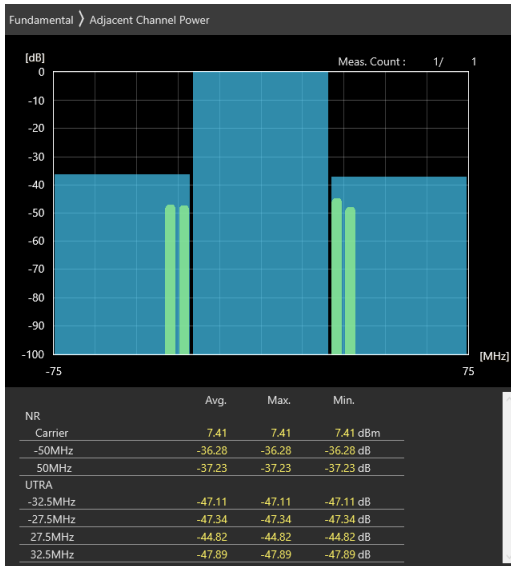 Fundamental 〉 Adjacent Channel Power
[dB]
Meas. Count : 1/ 1
0
-10
-20
-30
-40
-50
-60
-70
-80
-90
-100
[MHz]
-75 75
Avg. Max. Min.
NR
Carrier 7.41 7.41 7.41 dBm
-50MHz -36.28 -36.28 -36.28 dB
50MHz -37.23 -37.23 -37.23 dB
UTRA
-32.5MHz -47.11 -47.11 -47.11 dB
-27.5MHz -47.34 -47.34 -47.34 dB
27.5MHz -44.82 -44.82 -44.82 dB
32.5MHz -47.89 -47.89 -47.89 dB